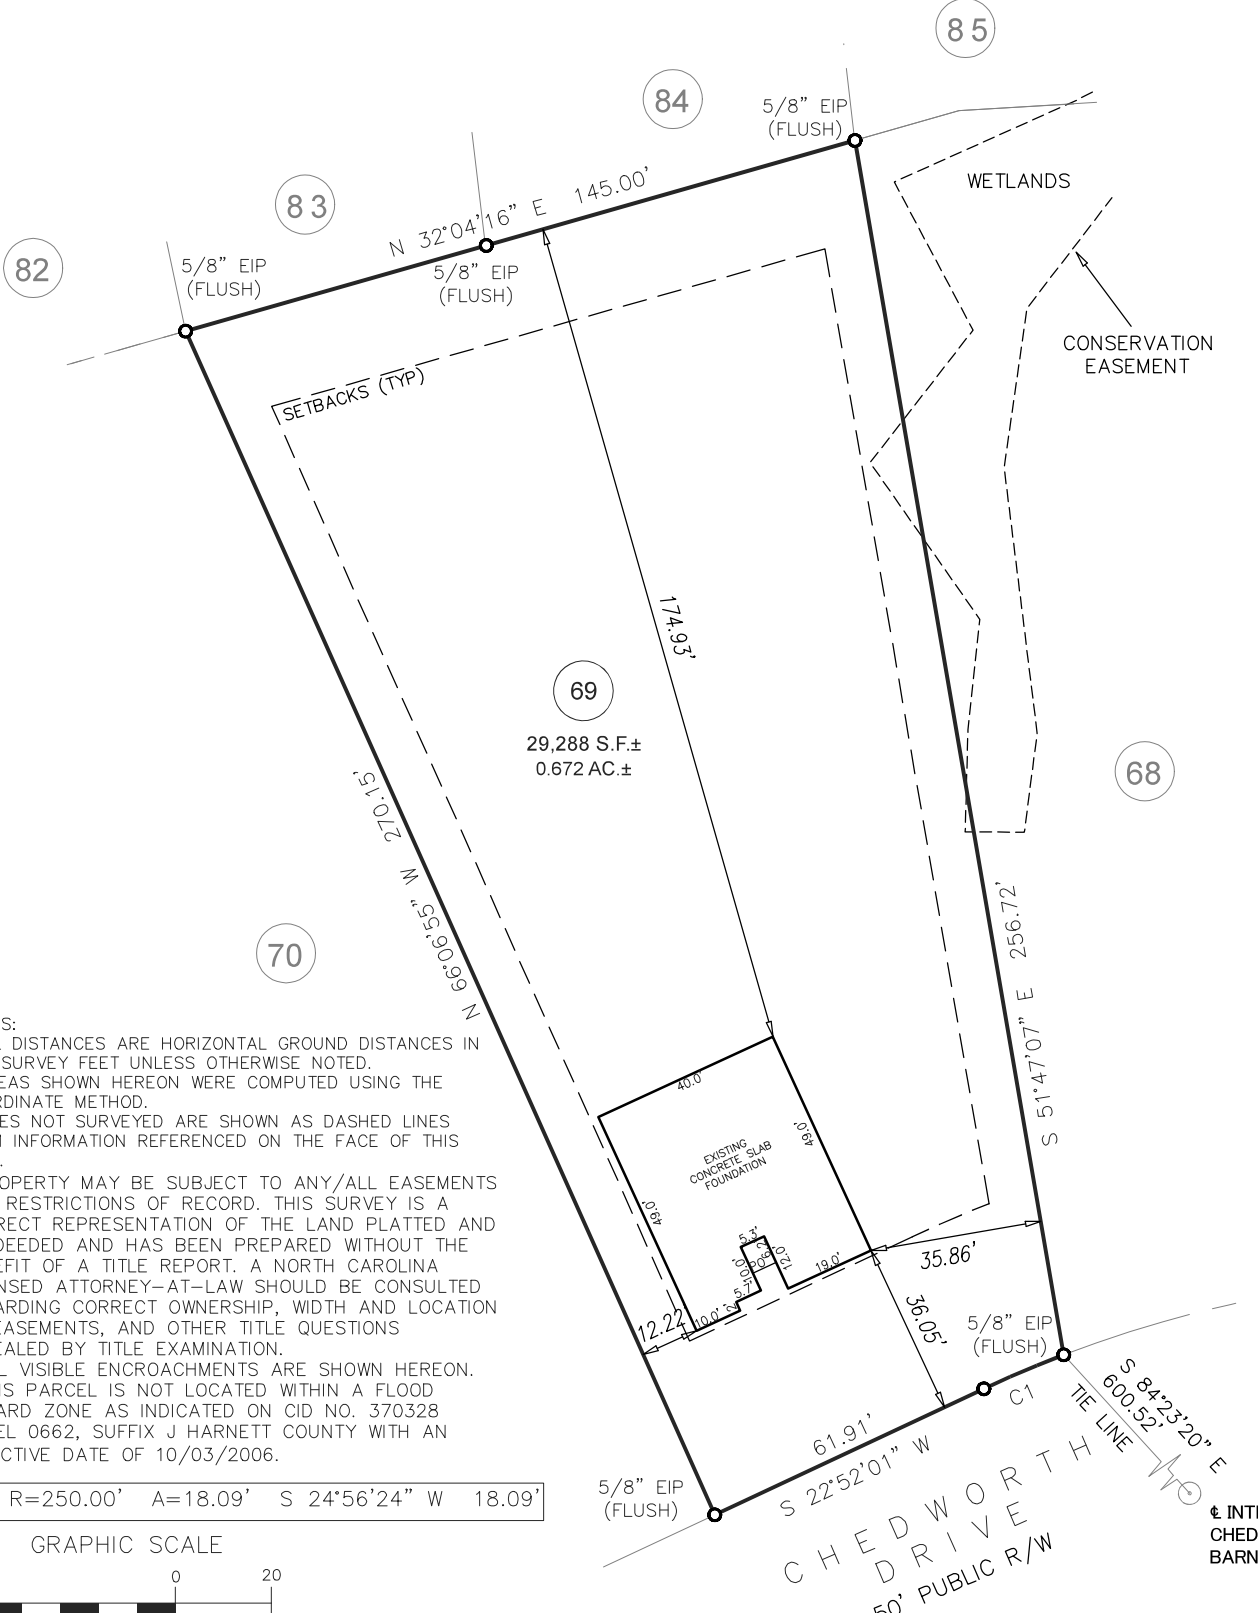 85
84
5/8” EIP
(FLUSH)
WETLANDS
83
N 32°04'16” E 145.00'
82
5/8” EIP
(FLUSH)
5/8” EIP
(FLUSH)
CONSERVATION
EASEMENT
SETBACKS (TYP)
174.93'
69
29,288 S.F.±
0.672 AC.±
68
N 66°06'55” W 270.15'
S 51°47'07” E 256.72'
70
S:
DISTANCES ARE HORIZONTAL GROUND DISTANCES IN
SURVEY FEET UNLESS OTHERWISE NOTED.
EAS SHOWN HEREON WERE COMPUTED USING THE
RDINATE METHOD.
ES NOT SURVEYED ARE SHOWN AS DASHED LINES
INFORMATION REFERENCED ON THE FACE OF THIS
.
OPERTY MAY BE SUBJECT TO ANY/ALL EASEMENTS
RESTRICTIONS OF RECORD. THIS SURVEY IS A
RECT REPRESENTATION OF THE LAND PLATTED AND
DEEDED AND HAS BEEN PREPARED WITHOUT THE
EFIT OF A TITLE REPORT. A NORTH CAROLINA
NSED ATTORNEY-AT-LAW SHOULD BE CONSULTED
ARDING CORRECT OWNERSHIP, WIDTH AND LOCATION
EASEMENTS, AND OTHER TITLE QUESTIONS
EALED BY TITLE EXAMINATION.
L VISIBLE ENCROACHMENTS ARE SHOWN HEREON.
IS PARCEL IS NOT LOCATED WITHIN A FLOOD
ARD ZONE AS INDICATED ON CID NO. 370328
EL 0662, SUFFIX J HARNETT COUNTY WITH AN
CTIVE DATE OF 10/03/2006.
40.0'
49.0'
EXISTING
CONCRETE SLAB
FOUNDATION
49.0'
5.3'
6.2'
12.0'
10.0'
PO
5.7'
2'
10.0'
19.0'
12.22
35.86'
36.05'
5/8” EIP
(FLUSH)
C1
61.91'
S 22°52'01” W
5/8” EIP
(FLUSH)
S 84°23'20” E
600.52'
TIE LINE
CHEDWORTH
DRIVE
50' PUBLIC R/W
℄ INT
CHED
BARN
R=250.00' A=18.09' S 24°56'24” W 18.09'
GRAPHIC SCALE
0 20